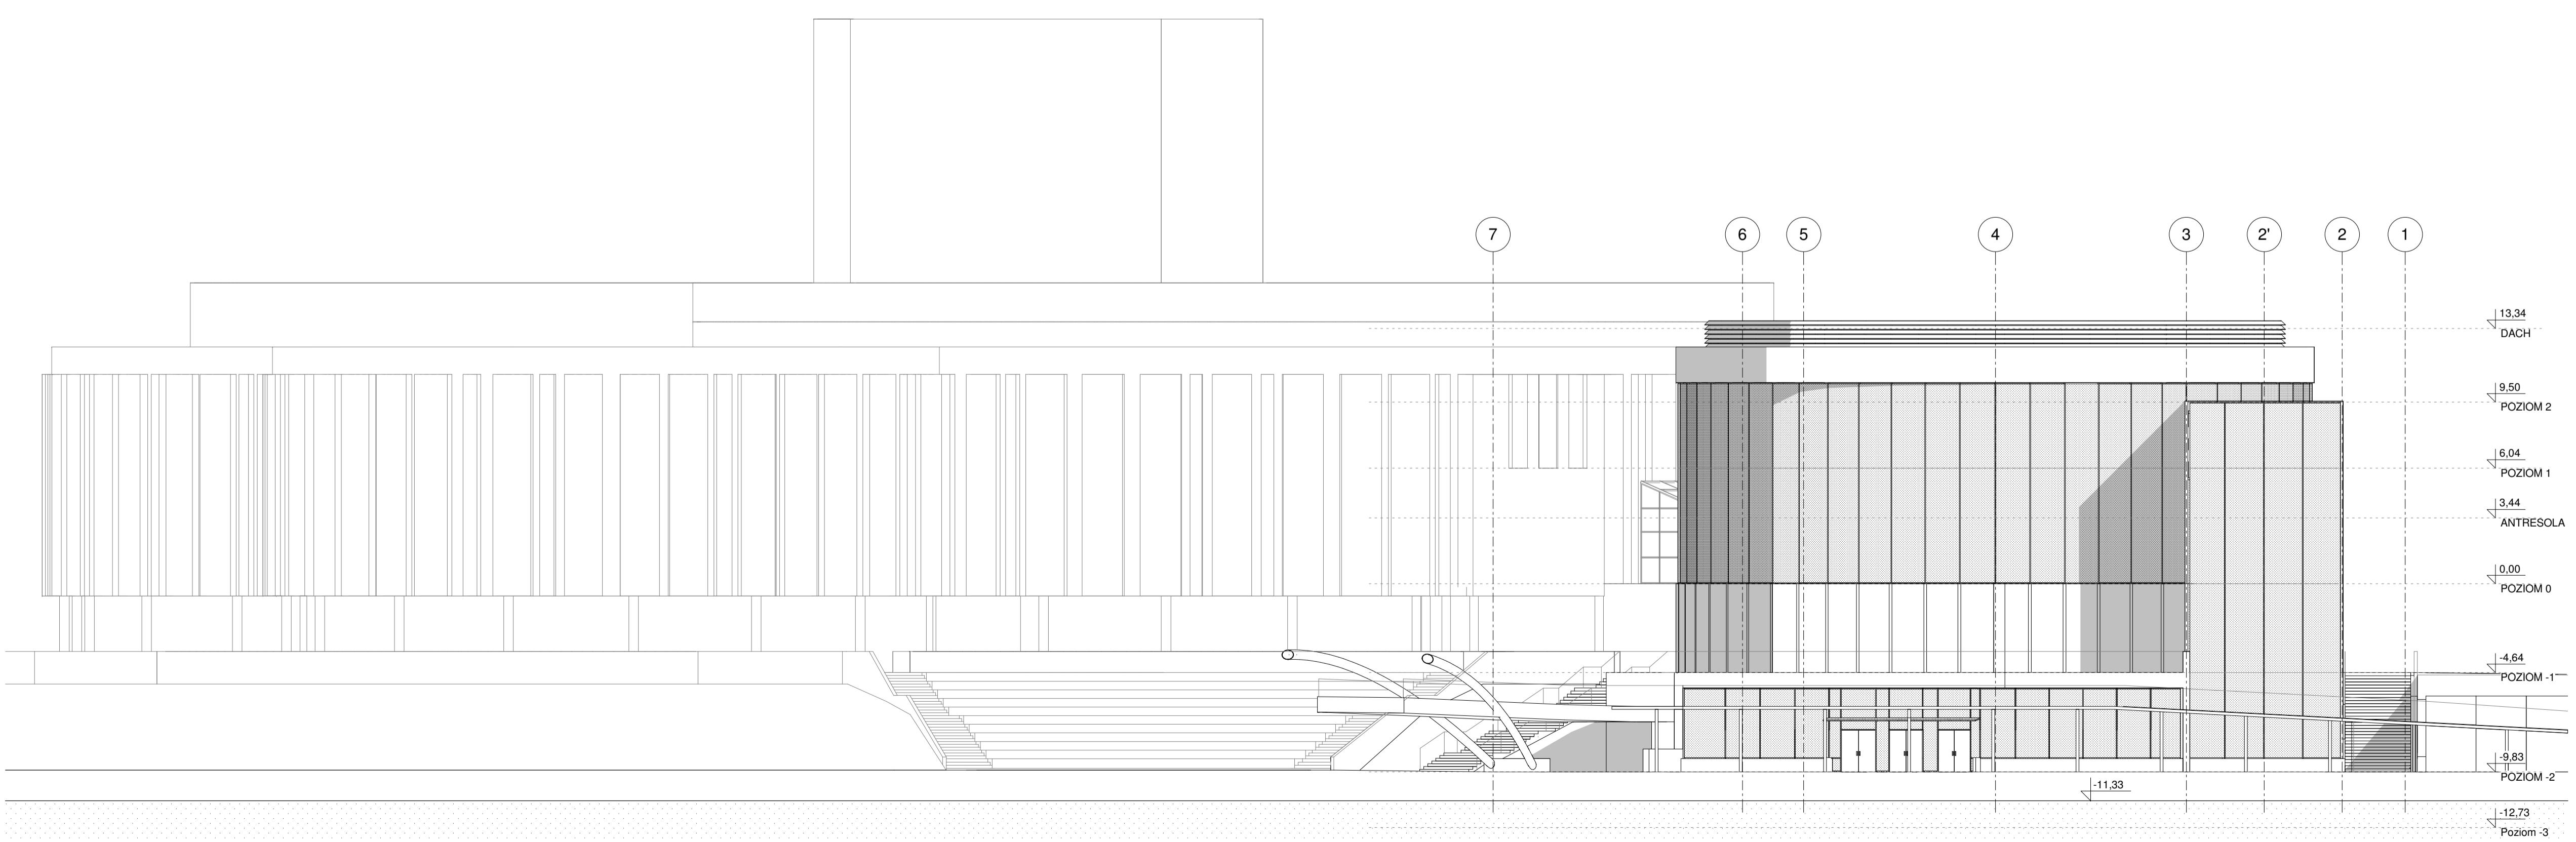 7 6 5 4 3 2' 2 1
13,34
DACH
9,50
POZIOM 2
6,04
POZIOM 1
3,44
ANTRESOLA
0,00
POZIOM 0
-4,64
POZIOM -1
-9,83
POZIOM -2
-11,33
-12,73
Poziom -3